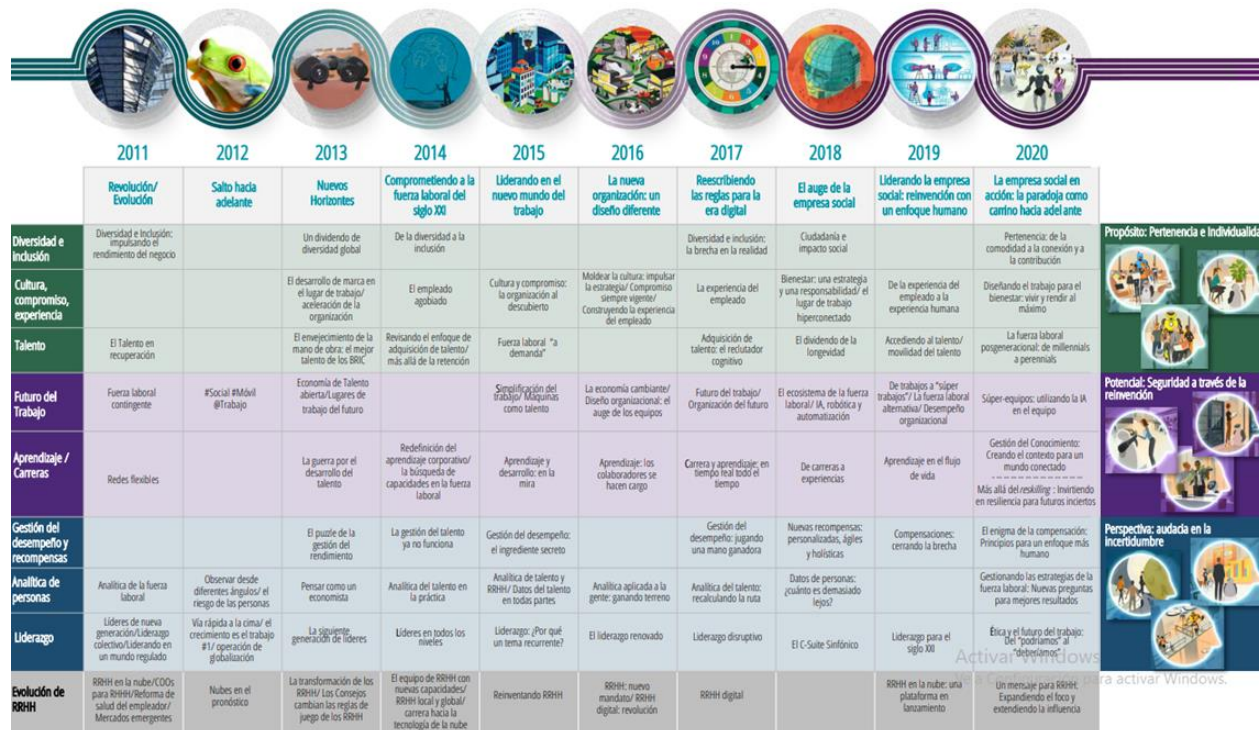 2011 2012 2013 2014 2015 2016 2017 2018 2019 2020
Revolución/
Evolución
Salto hacia
adelante
Nuevos
Horizontes
Comprometiendo a la
fuerza laboral del
siglo XXI
Liderando en el
nuevo mundo del
trabajo
La nueva
organización: un
diseño diferente
Reescribiendo
las reglas para la
era digital
El auge de la
empresa social
Liderando la empresa
social: reinvención con
un enfoque humano
La empresa social en
acción: la paradoja como
camino hacia adelante
Diversidad e
inclusión
Diversidad e Inclusión:
impulsando el
rendimiento del negocio
Un dividendo de
diversidad global
De la diversidad a la
inclusión
Diversidad e inclusión:
la brecha en la realidad
Ciudadanía e
impacto social
Pertenencia: de la
comodidad a la conexión y a
la contribución
Propósito: Pertenencia e Individualida
Cultura,
compromiso,
experiencia
El desarrollo de marca en
el lugar de trabajo/
aceleración de la
organización
El empleado
agobiado
Cultura y compromiso:
la organización al
descubierto
Moldear la cultura: impulsar
la estrategia/ Compromiso
siempre vigente/
Construyendo la experiencia
del empleado
La experiencia del
empleado
Bienestar: una estrategia
y una responsabilidad/ el
lugar de trabajo
hiperconectado
De la experiencia del
empleado a la
experiencia humana
Diseñando el trabajo para el
bienestar: vivir y rendir al
máximo
Talento
El Talento en
recuperación
El envejecimiento de la
mano de obra: el mejor
talento de los BRIC
Revisando el enfoque de
adquisición de talento/
más allá de la retención
Fuerza laboral "a
demanda"
Adquisición de
talento: el reclutador
cognitivo
El dividendo de la
longevidad
Accediendo al talento/
movilidad del talento
La fuerza laboral
posgeneracional: de millennials
a perennials
Futuro del
Trabajo
Fuerza laboral
contingente
#Social #Móvil
@Trabajo
Economía de Talento
abierta/Lugares de
trabajo del futuro
Simplificación del
trabajo/ Máquinas
como talento
La economía cambiante/
Diseño organizacional: el
auge de los equipos
Futuro del trabajo/
Organización del futuro
El ecosistema de la fuerza
laboral/ IA, robótica y
automatización
De trabajos a "súper
trabajos"/ La fuerza laboral
alternativa/ Desempeño
organizacional
Súper-equipos: utilizando la IA
en el equipo
Potencial: Seguridad a través de la
reinvención
Aprendizaje /
Carreras
Redes flexibles
La guerra por el
desarrollo del
talento
Redefinición del
aprendizaje corporativo/
la búsqueda de
capacidades en la fuerza
laboral
Aprendizaje y
desarrollo: en la
mira
Aprendizaje: los
colaboradores se
hacen cargo
Carrera y aprendizaje: en
tiempo real todo el
tiempo
De carreras a
experiencias
Aprendizaje en el flujo
de vida
Gestión del Conocimiento:
Creando el contexto para un
mundo conectado
Más allá del reskilling : Invirtiendo
en resiliencia para futuros inciertos
Gestión del
desempeño y
recompensas
El puzzle de la
gestión del
rendimiento
La gestión del talento
ya no funciona
Gestión del desempeño:
el ingrediente secreto
Gestión del
desempeño: jugando
una mano ganadora
Nuevas recompensas:
personalizadas, ágiles
y holísticas
Compensaciones:
cerrando la brecha
El enigma de la compensación:
Principios para un enfoque más
humano
Perspectiva: audacia en la
incertidumbre
Analítica de
personas
Analítica de la fuerza
laboral
Observar desde
diferentes ángulos/ el
riesgo de las personas
Pensar como un
economista
Analítica del talento en
la práctica
Analítica de talento y
RRHH/ Datos del talento
en todas partes
Analítica aplicada a la
gente: ganando terreno
Analítica del talento:
recalculando la ruta
Datos de personas:
¿cuánto es demasiado
lejos?
Gestionando las estrategias de la
fuerza laboral: Nuevas preguntas
para mejores resultados
Liderazgo
Líderes de nueva
generación/Liderazgo
colectivo/Liderando en
un mundo regulado
Vía rápida a la cima/ el
crecimiento es el trabajo
#1/ operación de
globalización
La siguiente
generación de líderes
Líderes en todos los
niveles
Liderazgo: ¿Por qué
un tema recurrente?
El liderazgo renovado
Liderazgo disruptivo
El C-Suite Sinfónico
Liderazgo para el
siglo XXI
Ética y el futuro del trabajo:
Del "podríamos" al
"deberíamos"
Activar Windows
Ve a Configuración para activar Windows.
Evolución de
RRHH
RRHH en la nube/COOs
para RRHH/Reforma de
salud del empleador/
Mercados emergentes
Nubes en el
pronóstico
La transformación de los
RRHH/ Los Consejos
cambian las reglas de
juego de los RRHH
El equipo de RRHH con
nuevas capacidades/
RRHH local y global/
carrera hacia la
tecnología de la nube
Reinventando RRHH
RRHH: nuevo
mandato/ RRHH
digital: revolución
RRHH digital
RRHH en la nube: una
plataforma en
lanzamiento
Un mensaje para RRHH:
Expandiendo el foco y
extendiendo la influencia